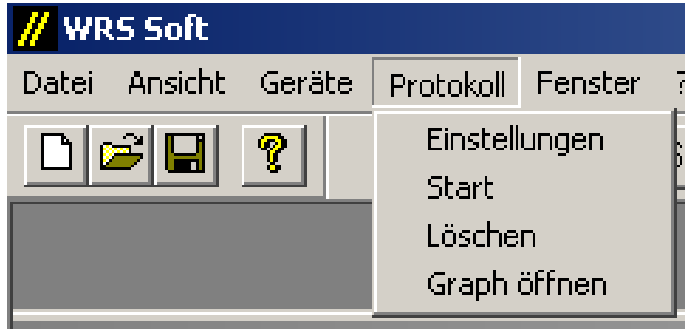 WRS Soft
Datei Ansicht Geräte Protokoll Fenster ?
Einstellungen
Start
Löschen
Graph öffnen